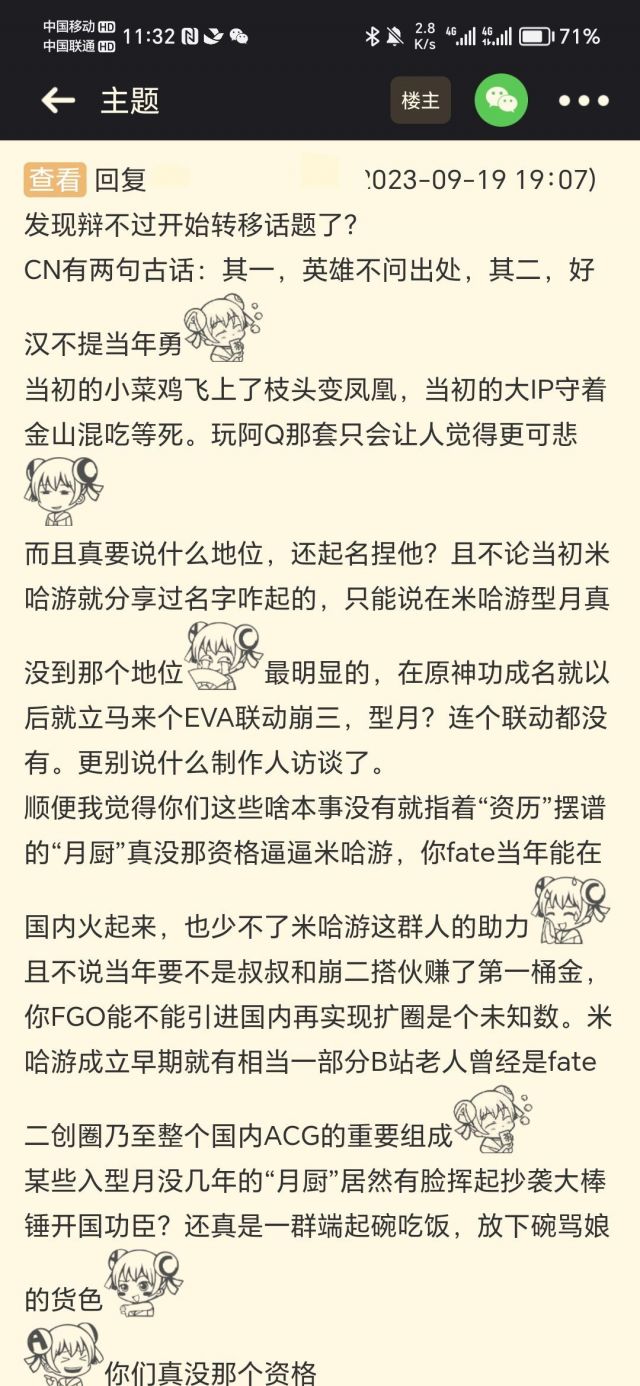 中国移动 HD
中国联通 HD
11:32
2.8
K/s
4G
4G
71%
主题
楼主
查看 回复
2023-09-19 19:07)
发现辩不过开始转移话题了？
CN有两句古话：其一，英雄不问出处，其二，好
汉不提当年勇
当初的小菜鸡飞上了枝头变凤凰，当初的大IP守着
金山混吃等死。玩阿Q那套只会让人觉得更可悲
而且真要说什么地位，还起名捏他？且不论当初米
哈游就分享过名字咋起的，只能说在米哈游型月真
没到那个地位 最明显的，在原神功成名就以
后就立马来个EVA联动崩三，型月？连个联动都没
有。更别说什么制作人访谈了。
顺便我觉得你们这些啥本事没有就指着“资历”摆谱
的“月厨”真没那资格逼逼米哈游，你fate当年能在
国内火起来，也少不了米哈游这群人的助力
且不说当年要不是叔叔和崩二搭伙赚了第一桶金，
你FGO能不能引进国内再实现扩圈是个未知数。米
哈游成立早期就有相当一部分B站老人曾经是fate
二创圈乃至整个国内ACG的重要组成
某些入型月没几年的“月厨”居然有脸挥起抄袭大棒
锤开国功臣？还真是一群端起碗吃饭，放下碗骂娘
的货色
你们真没那个资格